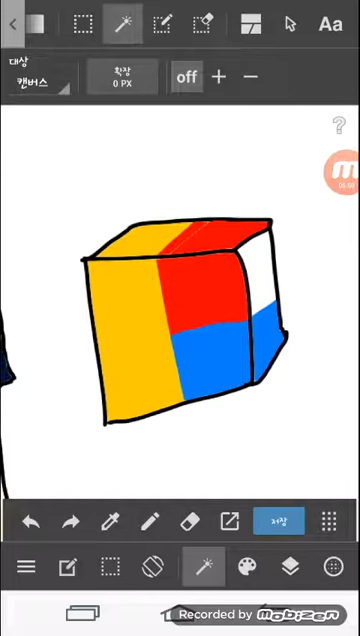 Aa
대상
캔버스
확장
0 PX
off + −
?
저장
Recorded by mobizen